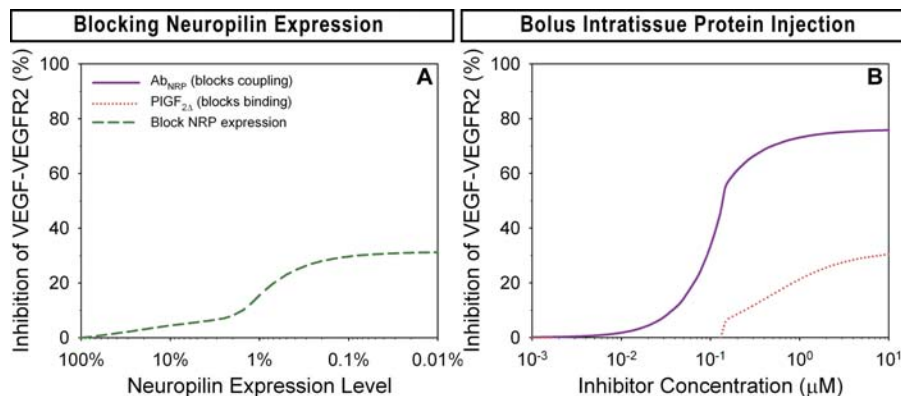 Blocking Neuropilin Expression
Bolus Intratissue Protein Injection
A
Inhibition of VEGF-VEGFR2 (%)
100
80
60
40
20
0
Ab_NRP (blocks coupling)
PlGF_2Δ (blocks binding)
Block NRP expression
100%
10%
1%
0.1%
0.01%
Neuropilin Expression Level
B
Inhibition of VEGF-VEGFR2 (%)
100
80
60
40
20
0
10^-3
10^-2
10^-1
10^0
10^1
Inhibitor Concentration (μM)